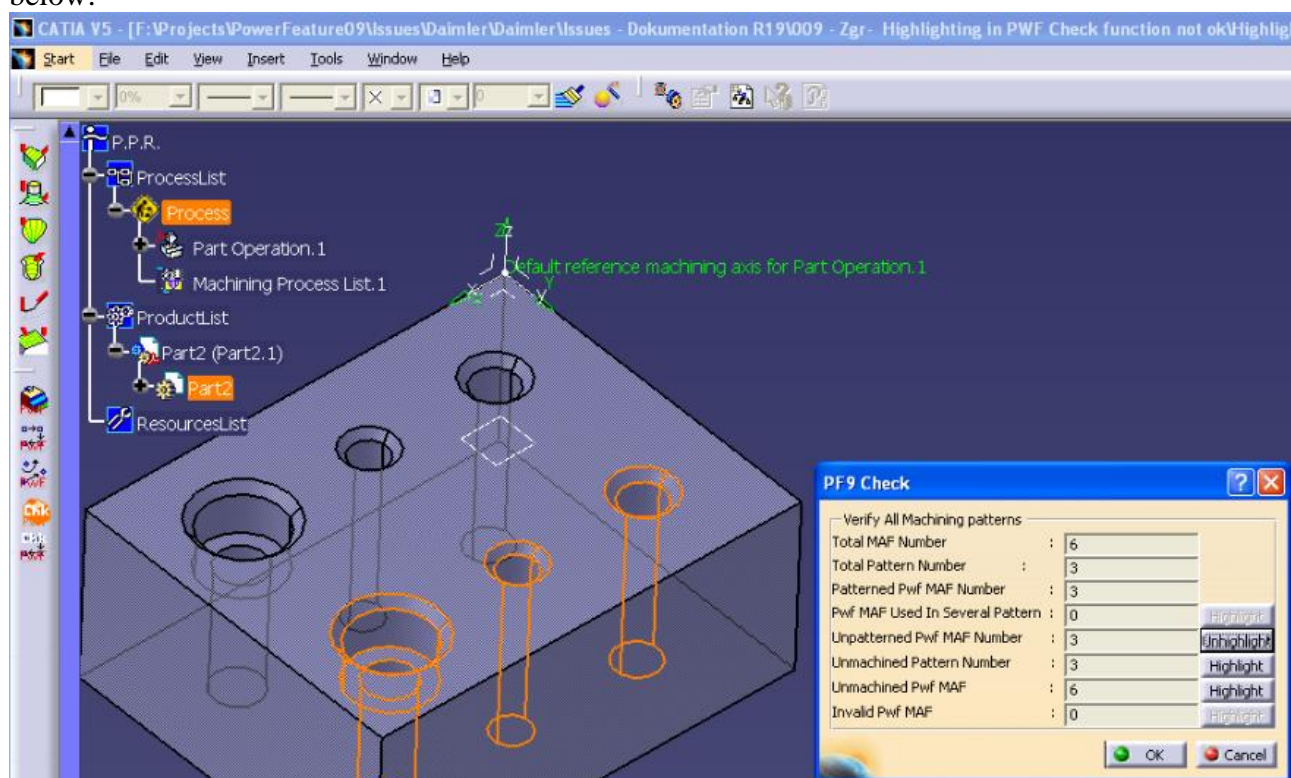 below.
CATIA V5 - [F:\Projects\PowerFeature09\Issues\Daimler\Daimler\Issues - Dokumentation R19\009 - Zgr- Highlighting in PWF Check function not ok\Highlig
Start File Edit View Insert Tools Window Help
0% 0
P.P.R.
ProcessList
Process
Part Operation.1
Machining Process List.1
ProductList
Part2 (Part2.1)
Part2
ResourcesList
z
Default reference machining axis for Part Operation.1
x y Y
PF9 Check
Verify All Machining patterns
Total MAF Number : 6
Total Pattern Number : 3
Patterned Pwf MAF Number : 3
Pwf MAF Used In Several Pattern : 0 Highlight
Unpatterned Pwf MAF Number : 3 Unhighlight
Unmachined Pattern Number : 3 Highlight
Unmachined Pwf MAF : 6 Highlight
Invalid Pwf MAF : 0 Highlight
OK Cancel